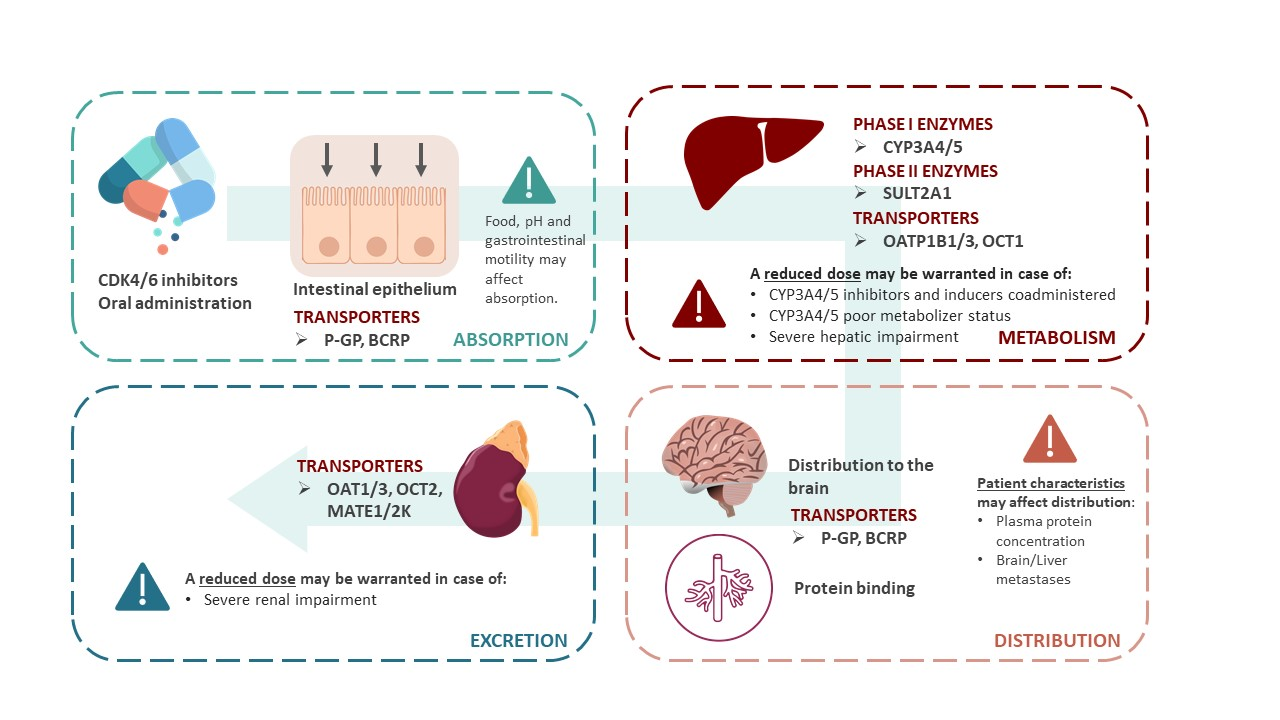 CDK4/6 inhibitors
Oral administration
Intestinal epithelium
TRANSPORTERS
➢ P-GP, BCRP
Food, pH and
gastrointestinal
motility may
affect
absorption.
ABSORPTION
PHASE I ENZYMES
➢ CYP3A4/5
PHASE II ENZYMES
➢ SULT2A1
TRANSPORTERS
➢ OATP1B1/3, OCT1
A reduced dose may be warranted in case of:
• CYP3A4/5 inhibitors and inducers coadministered
• CYP3A4/5 poor metabolizer status
• Severe hepatic impairment
METABOLISM
TRANSPORTERS
➢ OAT1/3, OCT2,
MATE1/2K
A reduced dose may be warranted in case of:
• Severe renal impairment
EXCRETION
Distribution to the
brain
TRANSPORTERS
➢ P-GP, BCRP
Protein binding
Patient characteristics
may affect distribution:
• Plasma protein
concentration
• Brain/Liver
metastases
DISTRIBUTION